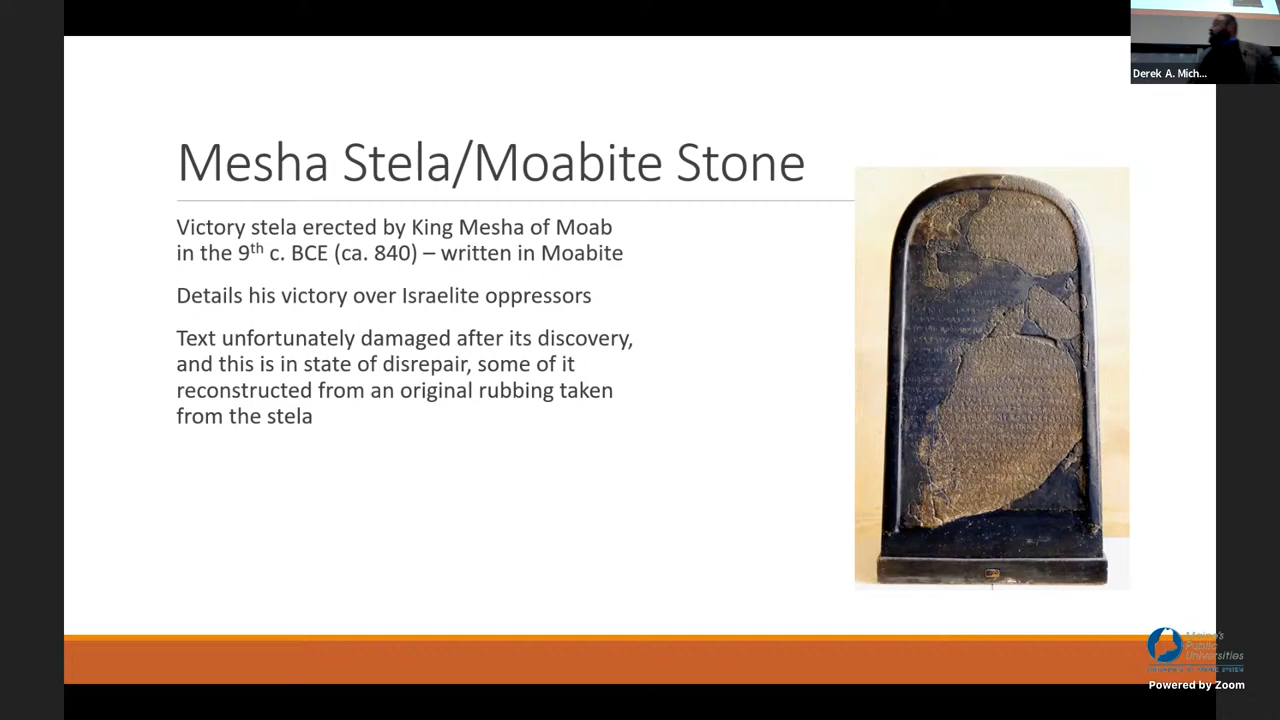 Derek A. Mich...
Mesha Stela/Moabite Stone
Victory stela erected by King Mesha of Moab
in the 9th c. BCE (ca. 840) – written in Moabite
Details his victory over Israelite oppressors
Text unfortunately damaged after its discovery,
and this is in state of disrepair, some of it
reconstructed from an original rubbing taken
from the stela
Maine's
Public
Universities
Powered by Zoom